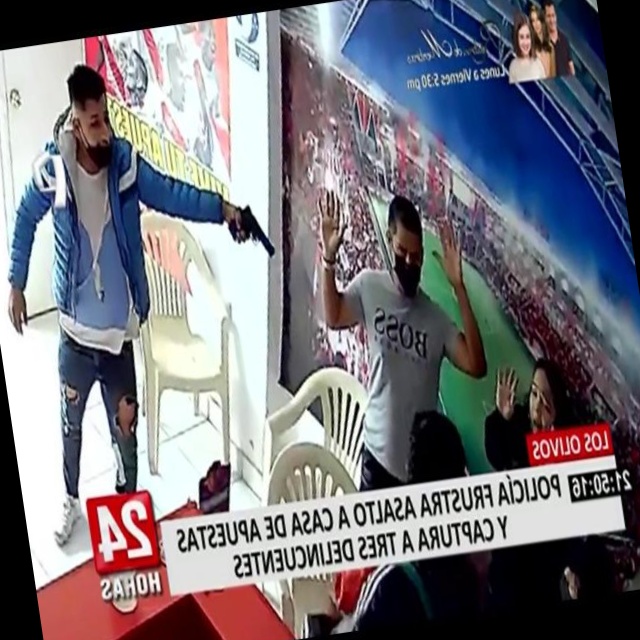 Lunes a Viernes 5:30 pm
BOSS
LOS OLIVOS
21:50:16
POLICÍA FRUSTRA ASALTO A CASA DE APUESTAS
Y CAPTURA A TRES DELINCUENTES
24
HORAS